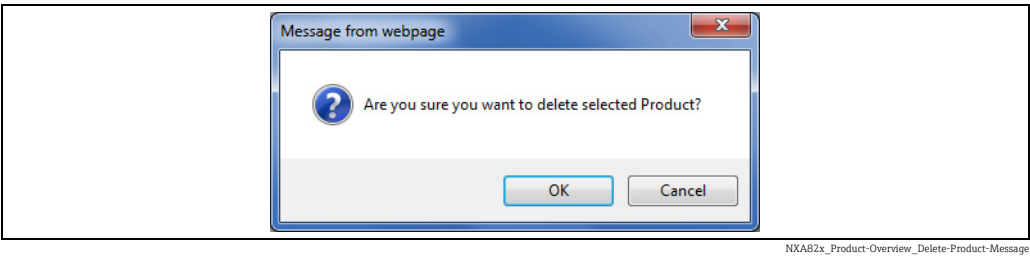 Message from webpage
Are you sure you want to delete selected Product?
OK
Cancel
NXA82x_Product-Overview_Delete-Product-Message